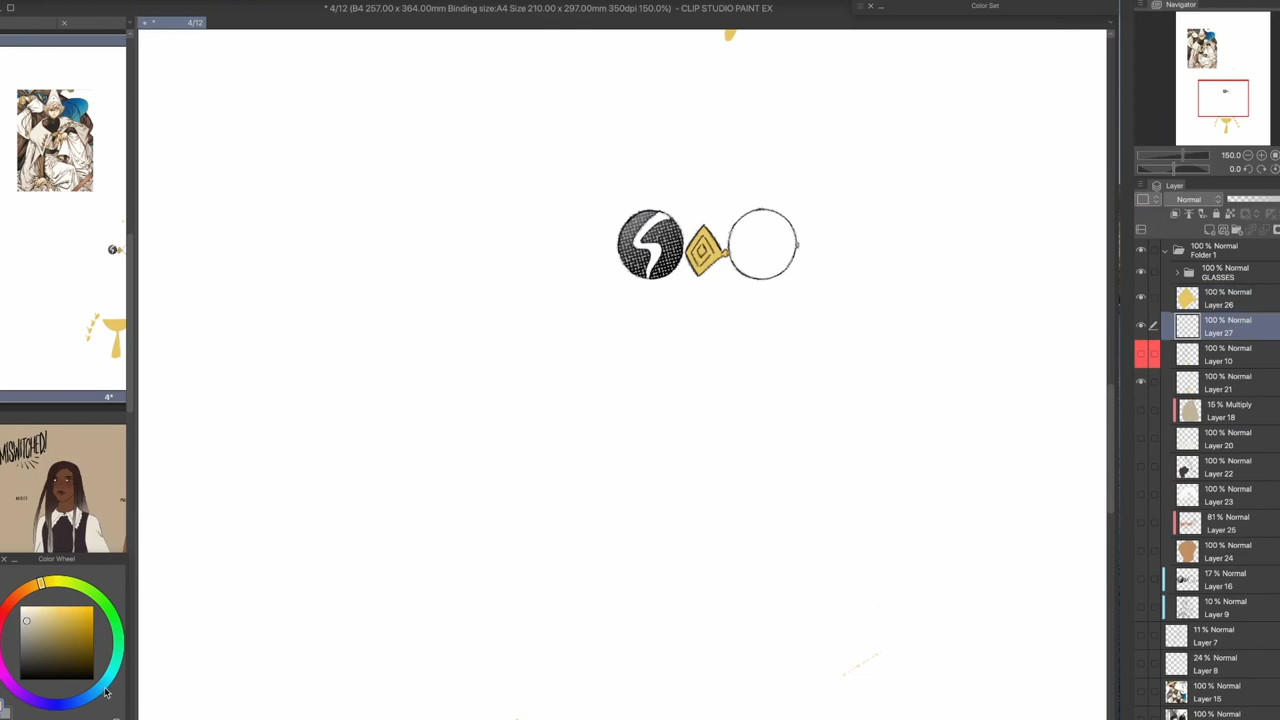 * 4/12 (B4 257.00 x 364.00mm Binding size:A4 Size 210.00 x 297.00mm 350dpi 150.0%) - CLIP STUDIO PAINT EX
Color Set
Navigator
* 4/12
150.0
0.0
Layer
Normal
100 % Normal
Folder 1
100 % Normal
GLASSES
100 % Normal
Layer 26
100 % Normal
Layer 27
100 % Normal
Layer 10
100 % Normal
Layer 21
15 % Multiply
Layer 18
100 % Normal
Layer 20
100 % Normal
Layer 22
100 % Normal
Layer 23
81 % Normal
Layer 25
100 % Normal
Layer 24
17 % Normal
Layer 16
10 % Normal
Layer 9
11 % Normal
Layer 7
24 % Normal
Layer 8
100 % Normal
Layer 15
100 % Normal
4*
MISWITCHED!
Color Wheel